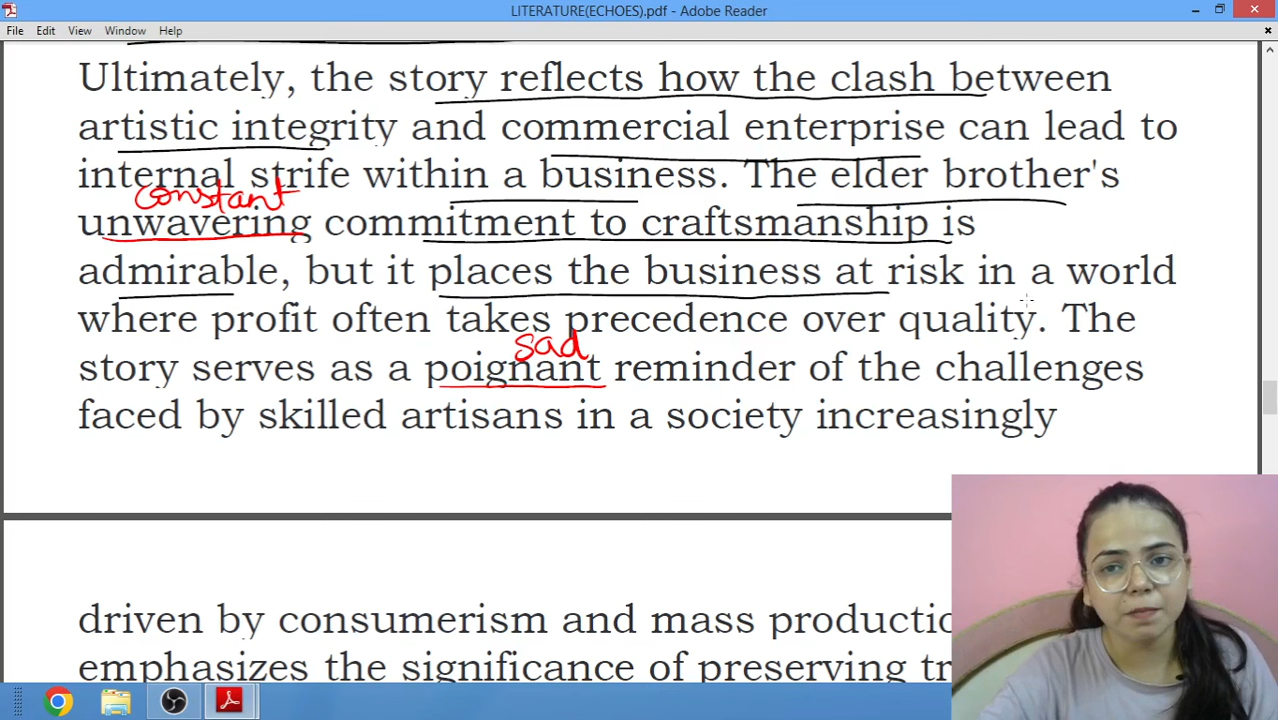 LITERATURE(ECHOES).pdf - Adobe Reader
File Edit View Window Help
Ultimately, the story reflects how the clash between
artistic integrity and commercial enterprise can lead to
internal strife within a business. The elder brother's
constant
unwavering commitment to craftsmanship is
admirable, but it places the business at risk in a world
where profit often takes precedence over quality. The
sad
story serves as a poignant reminder of the challenges
faced by skilled artisans in a society increasingly
driven by consumerism and mass productio
emphasizes the significance of preserving tr